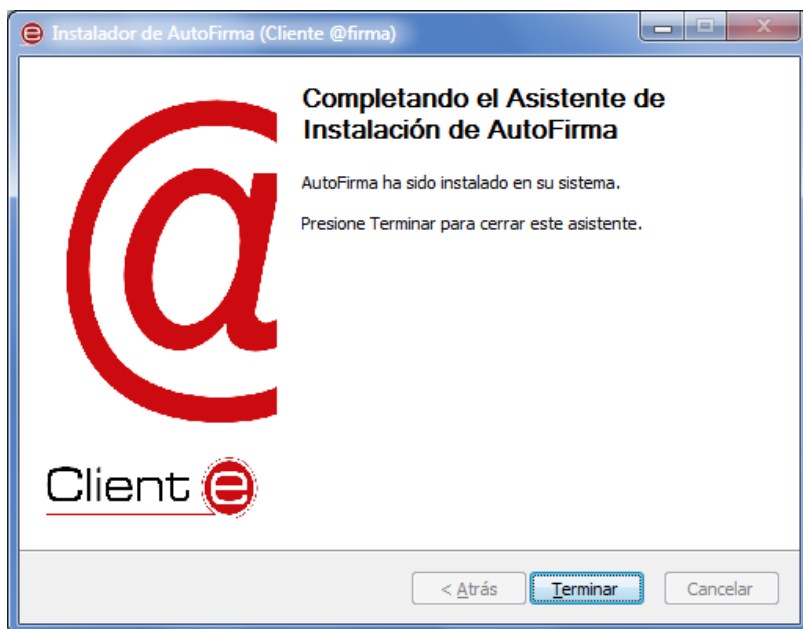 Instalador de AutoFirma (Cliente @firma)
Completando el Asistente de
Instalación de AutoFirma
AutoFirma ha sido instalado en su sistema.
Presione Terminar para cerrar este asistente.
@
Cliente
< Atrás Terminar Cancelar